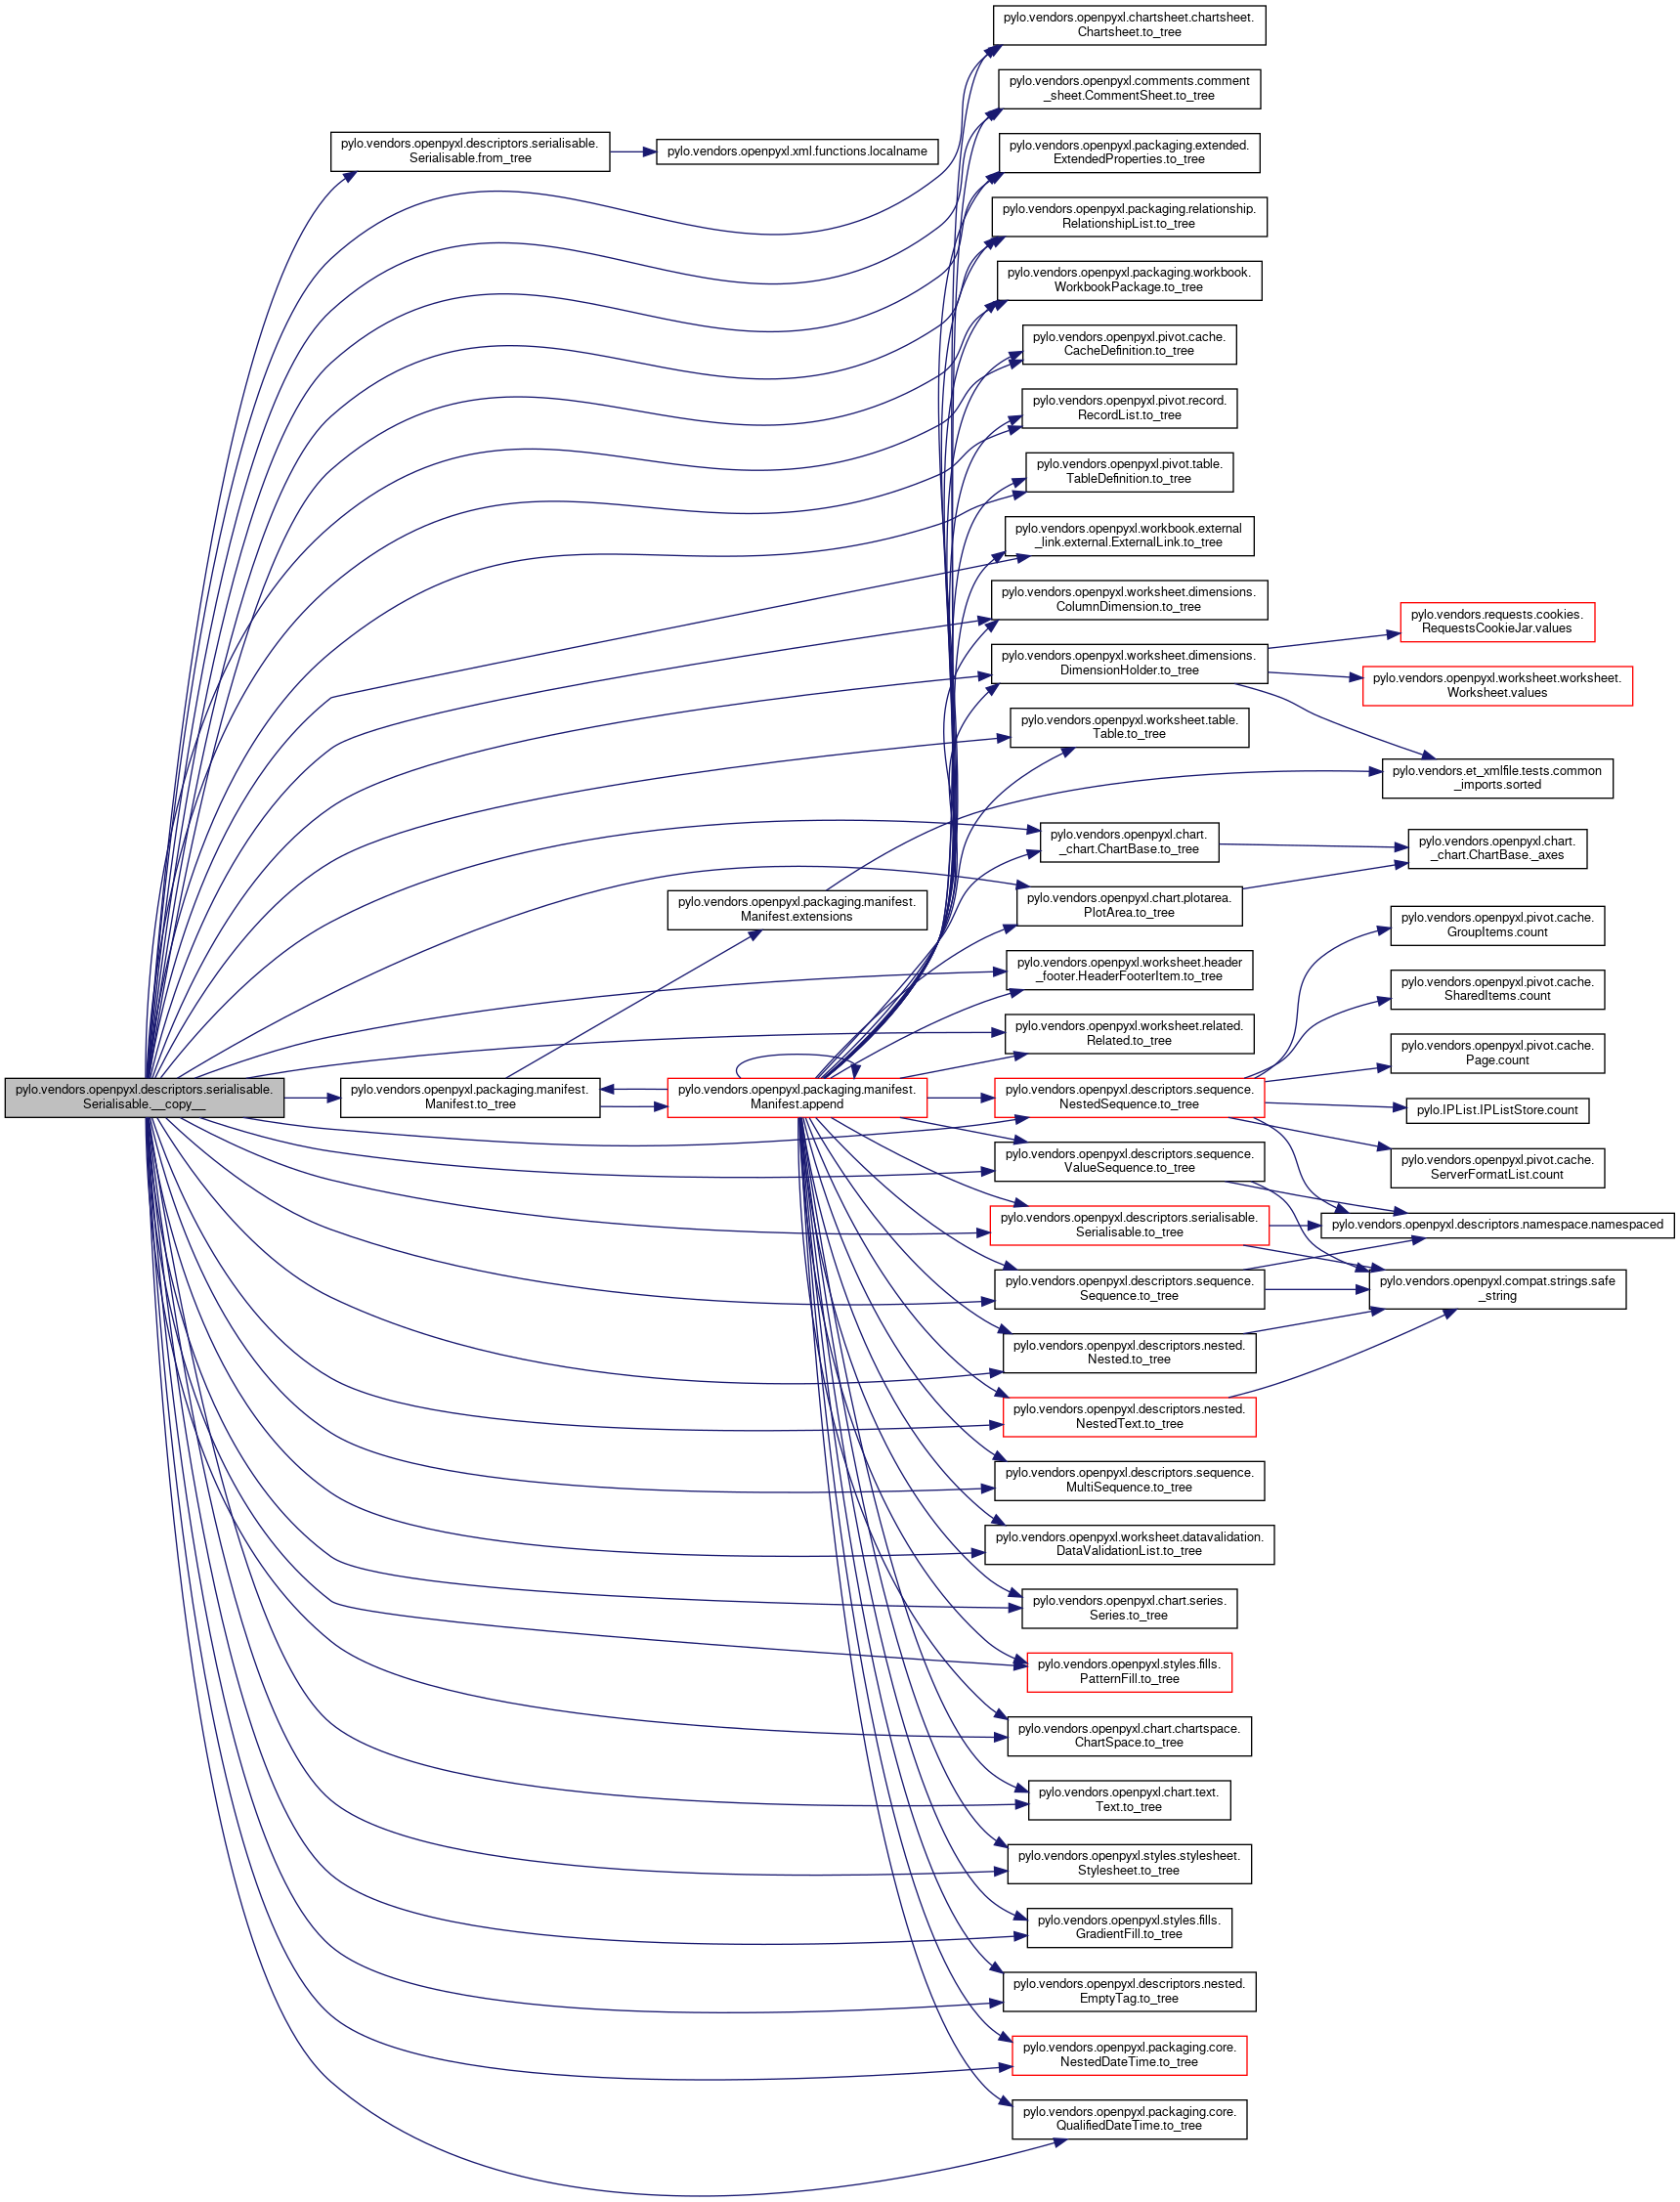 pylo.vendors.openpyxl.chartsheet.chartsheet.
Chartsheet.to_tree
pylo.vendors.openpyxl.comments.comment
_sheet.CommentSheet.to_tree
pylo.vendors.openpyxl.descriptors.serialisable.
Serialisable.from_tree
pylo.vendors.openpyxl.xml.functions.localname
pylo.vendors.openpyxl.packaging.extended.
ExtendedProperties.to_tree
pylo.vendors.openpyxl.packaging.relationship.
RelationshipList.to_tree
pylo.vendors.openpyxl.packaging.workbook.
WorkbookPackage.to_tree
pylo.vendors.openpyxl.pivot.cache.
CacheDefinition.to_tree
pylo.vendors.openpyxl.pivot.record.
RecordList.to_tree
pylo.vendors.openpyxl.pivot.table.
TableDefinition.to_tree
pylo.vendors.openpyxl.workbook.external
_link.external.ExternalLink.to_tree
pylo.vendors.openpyxl.worksheet.dimensions.
ColumnDimension.to_tree
pylo.vendors.requests.cookies.
RequestsCookieJar.values
pylo.vendors.openpyxl.worksheet.dimensions.
DimensionHolder.to_tree
pylo.vendors.openpyxl.worksheet.worksheet.
Worksheet.values
pylo.vendors.openpyxl.worksheet.table.
Table.to_tree
pylo.vendors.et_xmlfile.tests.common
_imports.sorted
pylo.vendors.openpyxl.chart.
_chart.ChartBase.to_tree
pylo.vendors.openpyxl.chart.
_chart.ChartBase._axes
pylo.vendors.openpyxl.packaging.manifest.
Manifest.extensions
pylo.vendors.openpyxl.chart.plotarea.
PlotArea.to_tree
pylo.vendors.openpyxl.pivot.cache.
GroupItems.count
pylo.vendors.openpyxl.worksheet.header
_footer.HeaderFooterItem.to_tree
pylo.vendors.openpyxl.pivot.cache.
SharedItems.count
pylo.vendors.openpyxl.worksheet.related.
Related.to_tree
pylo.vendors.openpyxl.pivot.cache.
Page.count
pylo.vendors.openpyxl.descriptors.serialisable.
Serialisable.__copy__
pylo.vendors.openpyxl.packaging.manifest.
Manifest.to_tree
pylo.vendors.openpyxl.packaging.manifest.
Manifest.append
pylo.vendors.openpyxl.descriptors.sequence.
NestedSequence.to_tree
pylo.IPList.IPListStore.count
pylo.vendors.openpyxl.descriptors.sequence.
ValueSequence.to_tree
pylo.vendors.openpyxl.pivot.cache.
ServerFormatList.count
pylo.vendors.openpyxl.descriptors.serialisable.
Serialisable.to_tree
pylo.vendors.openpyxl.descriptors.namespace.namespaced
pylo.vendors.openpyxl.descriptors.sequence.
Sequence.to_tree
pylo.vendors.openpyxl.compat.strings.safe
_string
pylo.vendors.openpyxl.descriptors.nested.
Nested.to_tree
pylo.vendors.openpyxl.descriptors.nested.
NestedText.to_tree
pylo.vendors.openpyxl.descriptors.sequence.
MultiSequence.to_tree
pylo.vendors.openpyxl.worksheet.datavalidation.
DataValidationList.to_tree
pylo.vendors.openpyxl.chart.series.
Series.to_tree
pylo.vendors.openpyxl.styles.fills.
PatternFill.to_tree
pylo.vendors.openpyxl.chart.chartspace.
ChartSpace.to_tree
pylo.vendors.openpyxl.chart.text.
Text.to_tree
pylo.vendors.openpyxl.styles.stylesheet.
Stylesheet.to_tree
pylo.vendors.openpyxl.styles.fills.
GradientFill.to_tree
pylo.vendors.openpyxl.descriptors.nested.
EmptyTag.to_tree
pylo.vendors.openpyxl.packaging.core.
NestedDateTime.to_tree
pylo.vendors.openpyxl.packaging.core.
QualifiedDateTime.to_tree